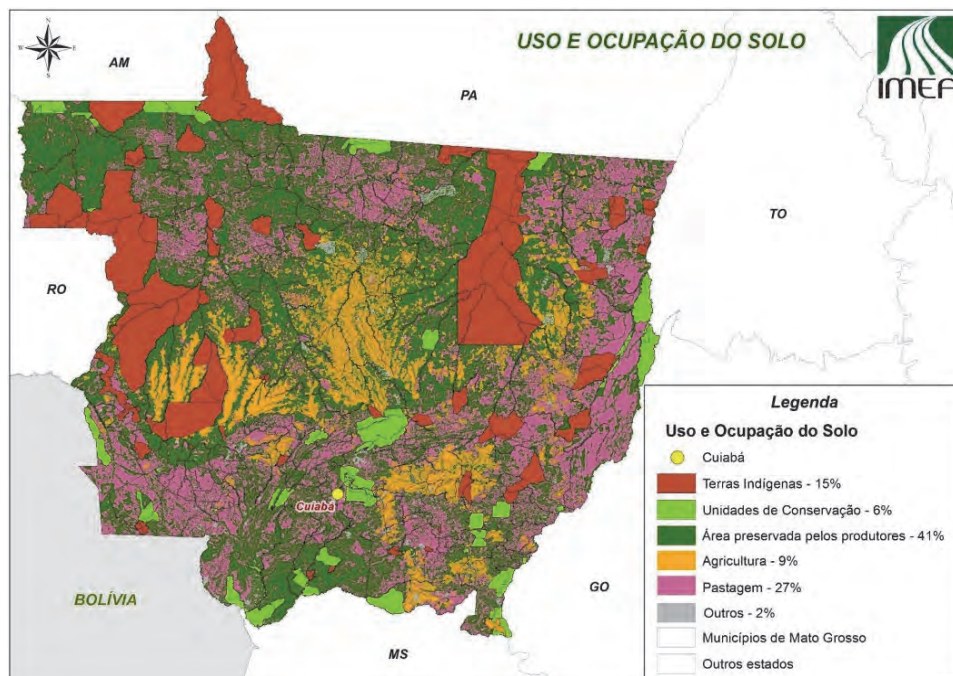 N
W
E
S
USO E OCUPAÇÃO DO SOLO
IMEA
AM
PA
TO
RO
Cuiabá
BOLÍVIA
GO
MS
Legenda
Uso e Ocupação do Solo
Cuiabá
Terras Indígenas - 15%
Unidades de Conservação - 6%
Área preservada pelos produtores - 41%
Agricultura - 9%
Pastagem - 27%
Outros - 2%
Municípios de Mato Grosso
Outros estados